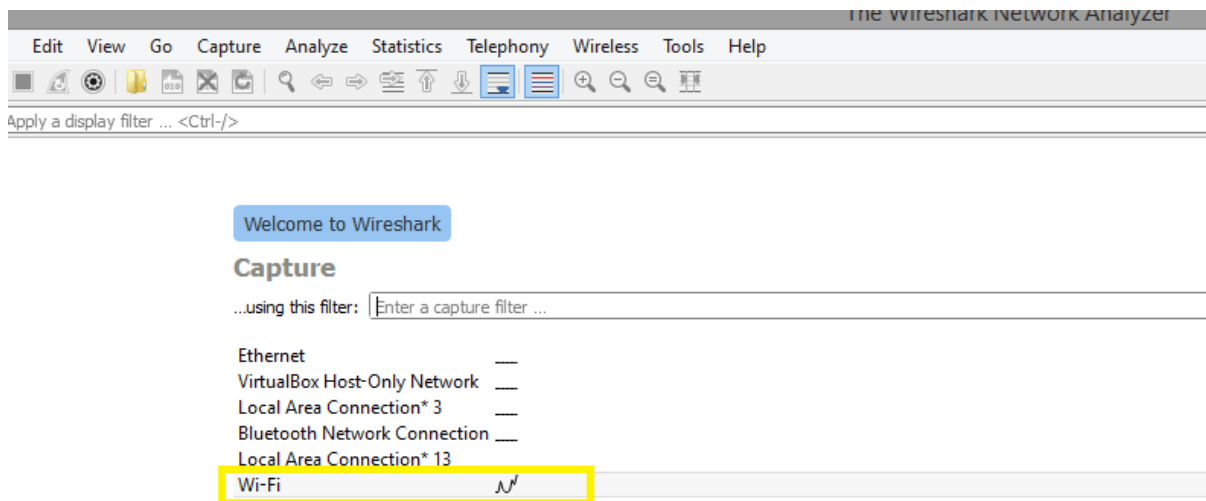 The Wireshark Network Analyzer
Edit View Go Capture Analyze Statistics Telephony Wireless Tools Help
Apply a display filter ... <Ctrl-/>
Welcome to Wireshark
Capture
...using this filter: Enter a capture filter ...
Ethernet
VirtualBox Host-Only Network
Local Area Connection* 3
Bluetooth Network Connection
Local Area Connection* 13
Wi-Fi